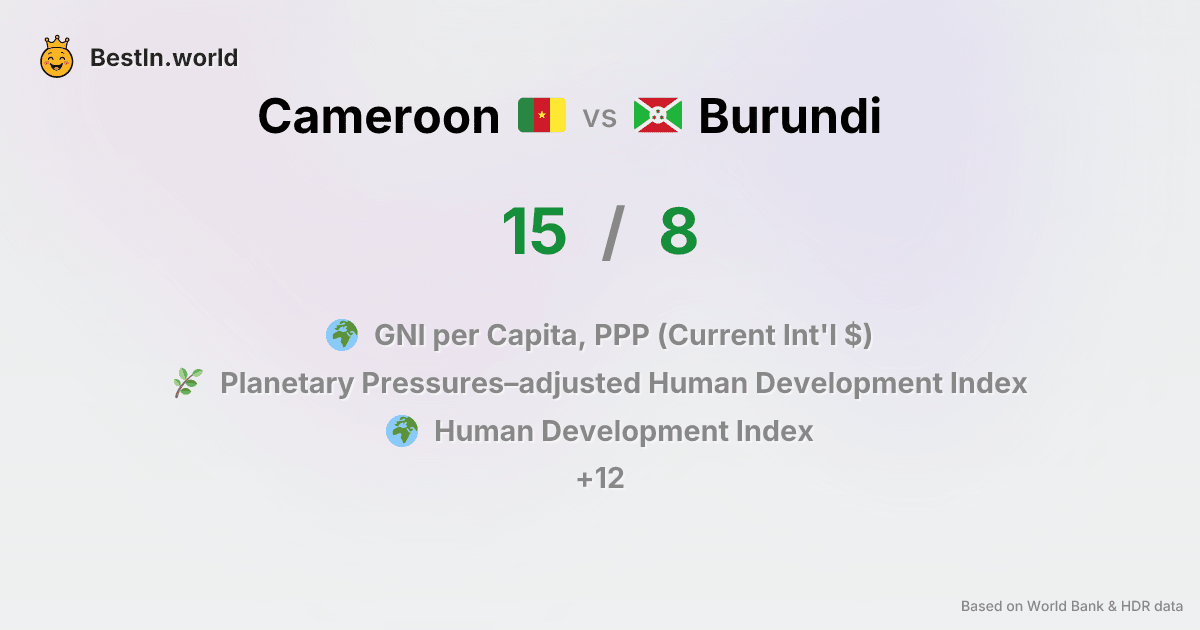 BestIn.world
Cameroon vs Burundi
15 / 8
GNI per Capita, PPP (Current Int'l $)
Planetary Pressures–adjusted Human Development Index
Human Development Index
+12
Based on World Bank & HDR data